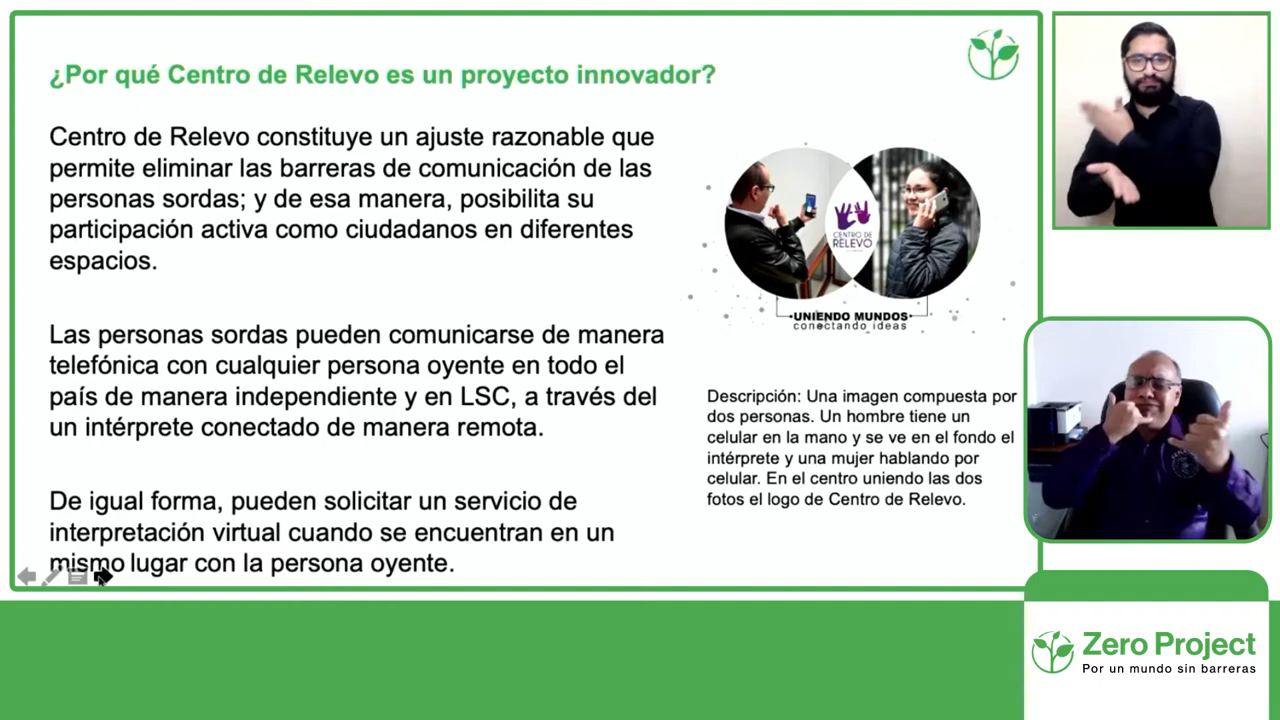 ¿Por qué Centro de Relevo es un proyecto innovador?
Centro de Relevo constituye un ajuste razonable que
permite eliminar las barreras de comunicación de las
personas sordas; y de esa manera, posibilita su
participación activa como ciudadanos en diferentes
espacios.
Las personas sordas pueden comunicarse de manera
telefónica con cualquier persona oyente en todo el
país de manera independiente y en LSC, a través del
un intérprete conectado de manera remota.
De igual forma, pueden solicitar un servicio de
interpretación virtual cuando se encuentran en un
mismo lugar con la persona oyente.
CENTRO DE
RELEVO
UNIENDO MUNDOS
conectando ideas
Descripción: Una imagen compuesta por
dos personas. Un hombre tiene un
celular en la mano y se ve en el fondo el
intérprete y una mujer hablando por
celular. En el centro uniendo las dos
fotos el logo de Centro de Relevo.
Zero Project
Por un mundo sin barreras